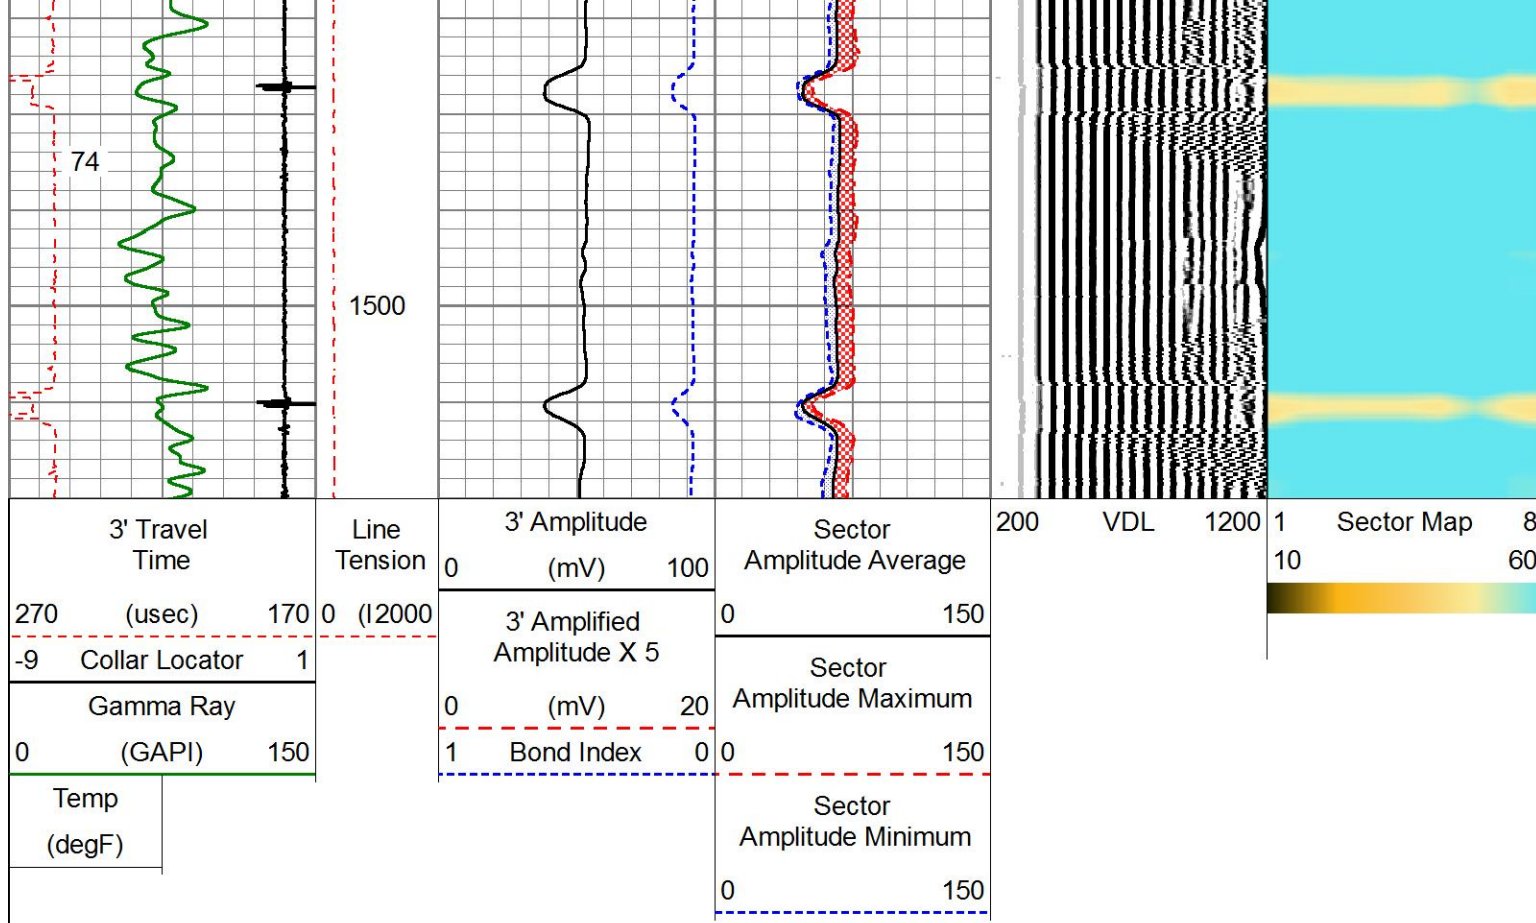 74
1500
3' Travel
Time
270 (usec) 170
-9 Collar Locator 1
Gamma Ray
0 (GAPI) 150
Temp
(degF)
Line
Tension
0 (l2000
3' Amplitude
0 (mV) 100
3' Amplified
Amplitude X 5
0 (mV) 20
1 Bond Index 0
Sector
Amplitude Average
0 150
Sector
Amplitude Maximum
0 150
Sector
Amplitude Minimum
0 150
200 VDL 1200
1 Sector Map 8
10 60